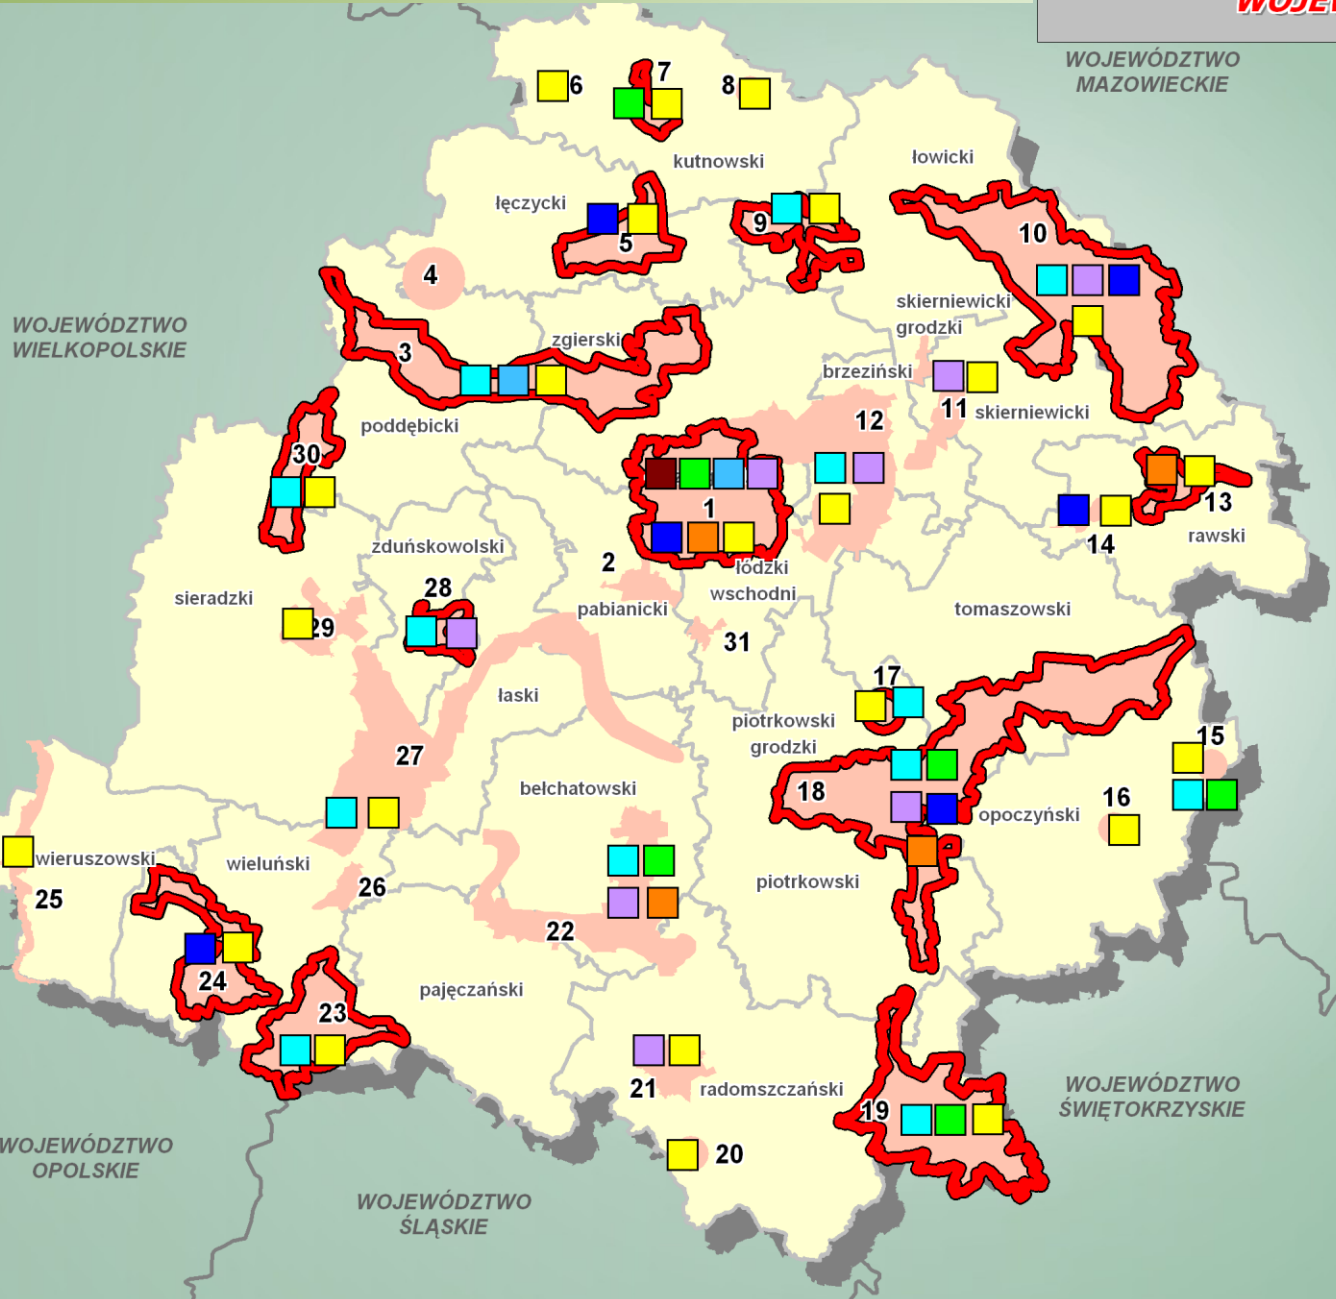 WOJEWÓDZTWO
MAZOWIECKIE
6
7
8
kutnowski
łowicki
łęczycki
9
5
10
4
skierniewicki
grodzki
WOJEWÓDZTWO
WIELKOPOLSKIE
zgierski
3
brzeziński
11
skierniewicki
12
poddębicki
30
1
13
14
rawski
zduńskowolski
2
łódzki
wschodni
28
sieradzki
pabianicki
tomaszowski
29
31
17
łaski
piotrkowski
grodzki
15
27
bełchatowski
18
16
opoczyński
wieruszowski
wieluński
26
25
piotrkowski
22
24
pajęczański
23
21
radomszczański
19
WOJEWÓDZTWO
ŚWIĘTOKRZYSKIE
20
WOJEWÓDZTWO
OPOLSKIE
WOJEWÓDZTWO
ŚLĄSKIE